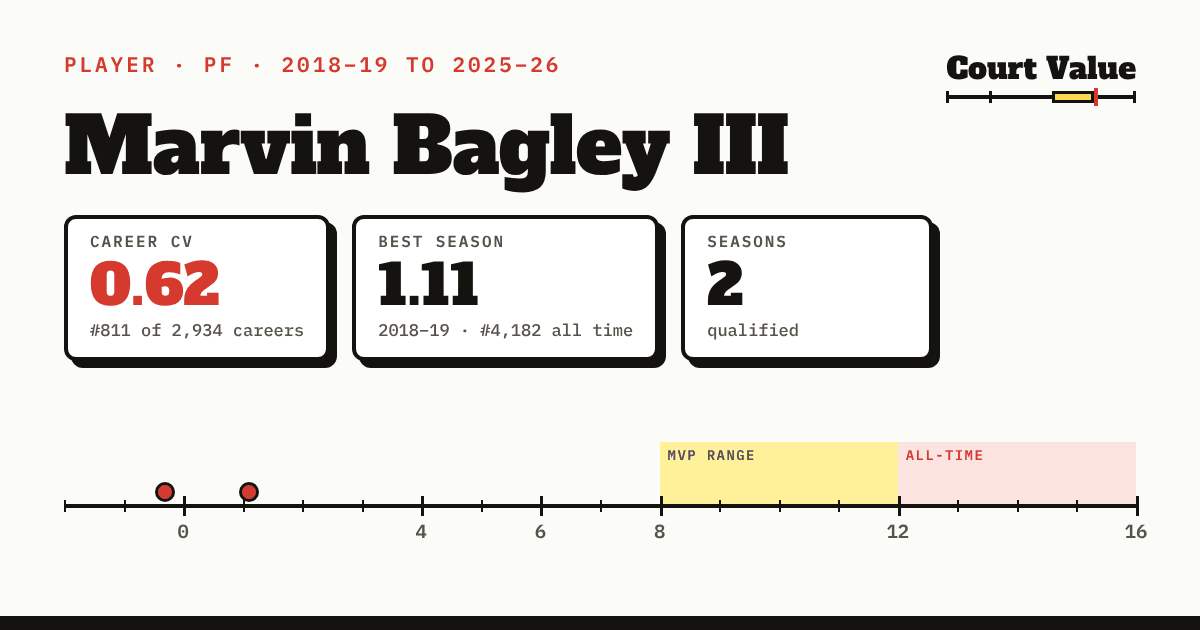 PLAYER · PF · 2018–19 TO 2025–26
Court Value
Marvin Bagley III
CAREER CV
0.62
#811 of 2,934 careers
BEST SEASON
1.11
2018–19 · #4,182 all time
SEASONS
2
qualified
MVP RANGE
ALL-TIME
0 4 6 8 12 16